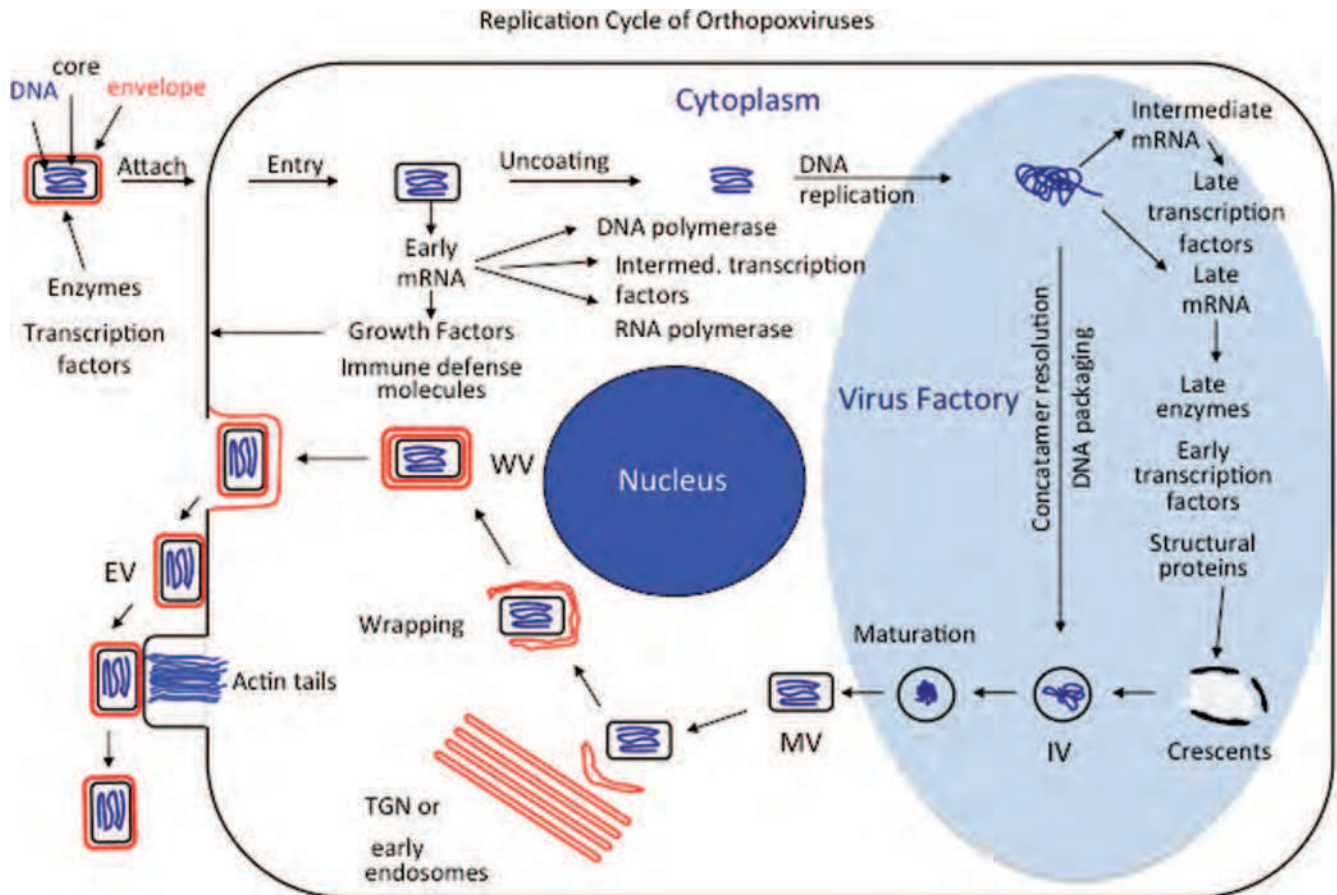 Replication Cycle of Orthopoxviruses
core
DNA
envelope
Attach
Entry
Enzymes
Transcription
factors
Cytoplasm
Uncoating
DNA
replication
Early
mRNA
DNA polymerase
Intermed. transcription
factors
RNA polymerase
Growth Factors
Immune defense
molecules
Intermediate
mRNA
Late
transcription
factors
Late
mRNA
Late
enzymes
Early
transcription
factors
Structural
proteins
Virus Factory
Concatamer resolution
DNA packaging
Nucleus
WV
EV
Wrapping
Actin tails
Maturation
MV
IV
Crescents
TGN or
early
endosomes